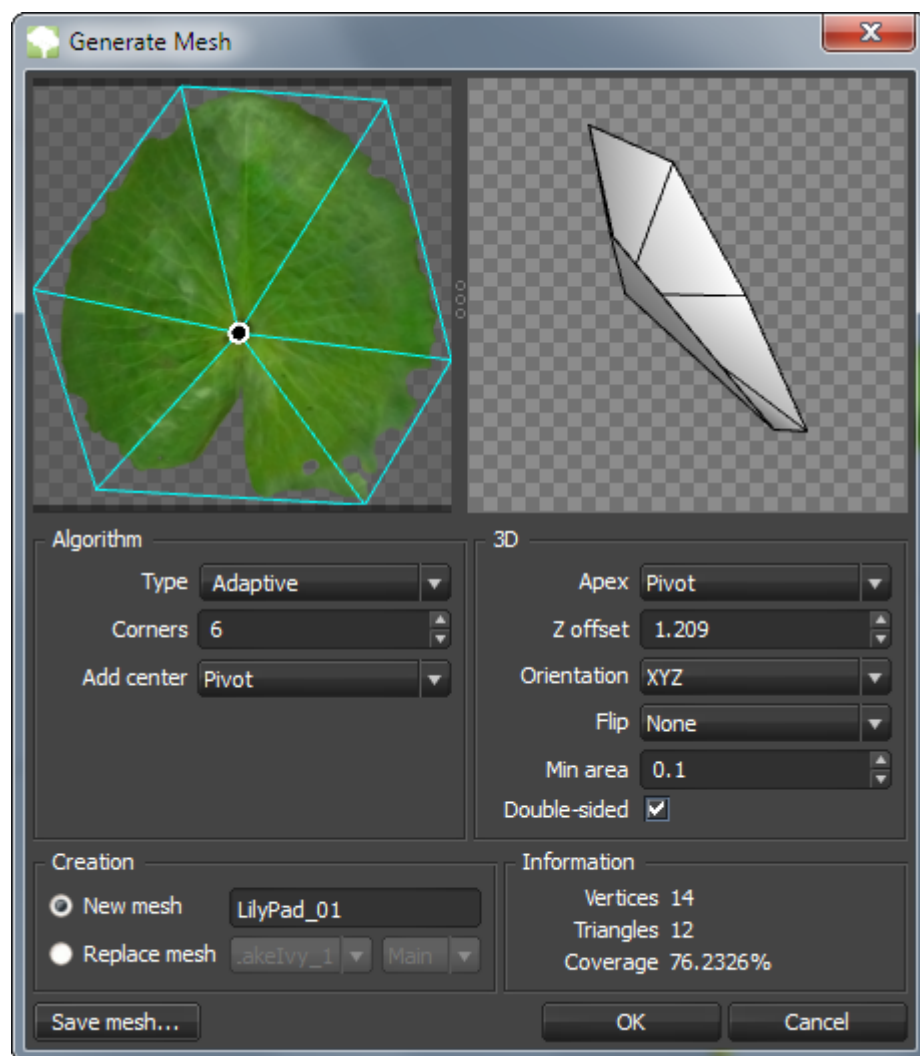 Generate Mesh
Algorithm
Type Adaptive
Corners 6
Add center Pivot
3D
Apex Pivot
Z offset 1.209
Orientation XYZ
Flip None
Min area 0.1
Double-sided
Creation
New mesh LilyPad_01
Replace mesh .akeIvy_1 Main
Information
Vertices 14
Triangles 12
Coverage 76.2326%
Save mesh...
OK Cancel